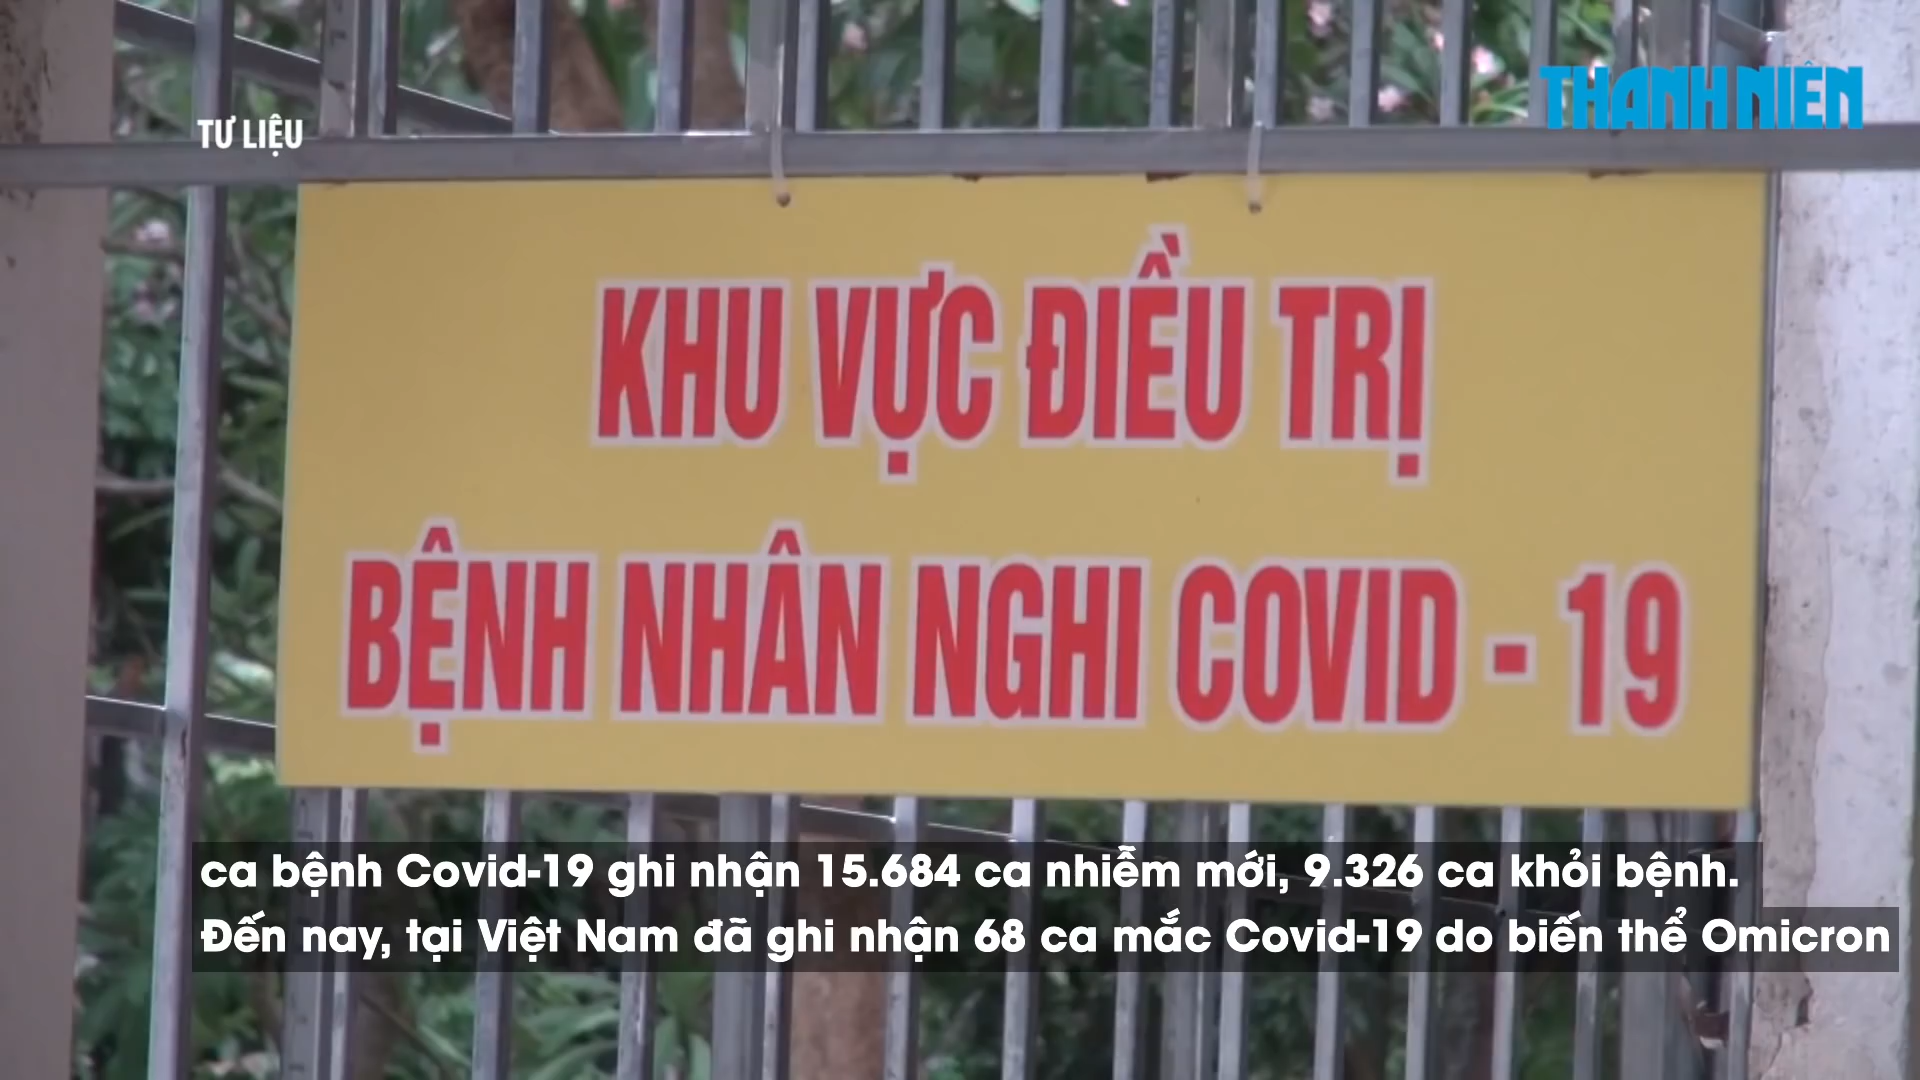 THANH NIÊN
TƯ LIỆU
KHU VỰC ĐIỀU TRỊ
BỆNH NHÂN NGHI COVID - 19
ca bệnh Covid-19 ghi nhận 15.684 ca nhiễm mới, 9.326 ca khỏi bệnh.
Đến nay, tại Việt Nam đã ghi nhận 68 ca mắc Covid-19 do biến thể Omicron